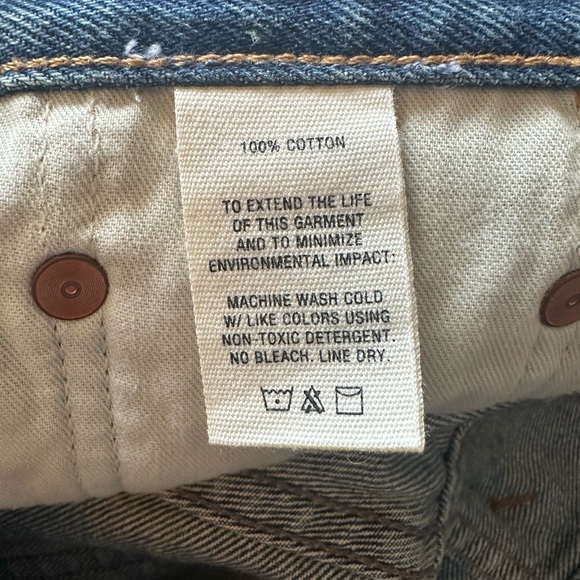 100% COTTON
TO EXTEND THE LIFE
OF THIS GARMENT
AND TO MINIMIZE
ENVIRONMENTAL IMPACT:
MACHINE WASH COLD
W/ LIKE COLORS USING
NON-TOXIC DETERGENT.
NO BLEACH. LINE DRY.